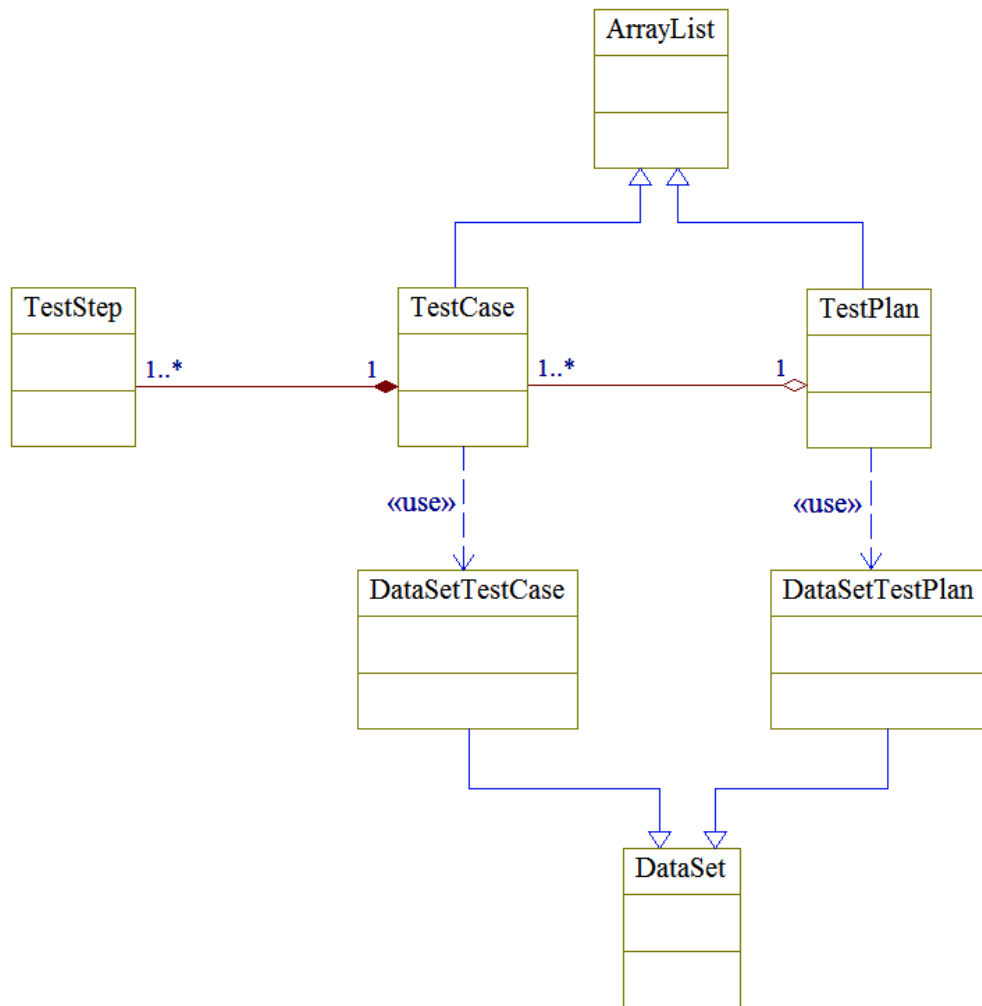 ArrayList
TestStep
TestCase
TestPlan
1..*
1
1..*
1
«use»
«use»
DataSetTestCase
DataSetTestPlan
DataSet